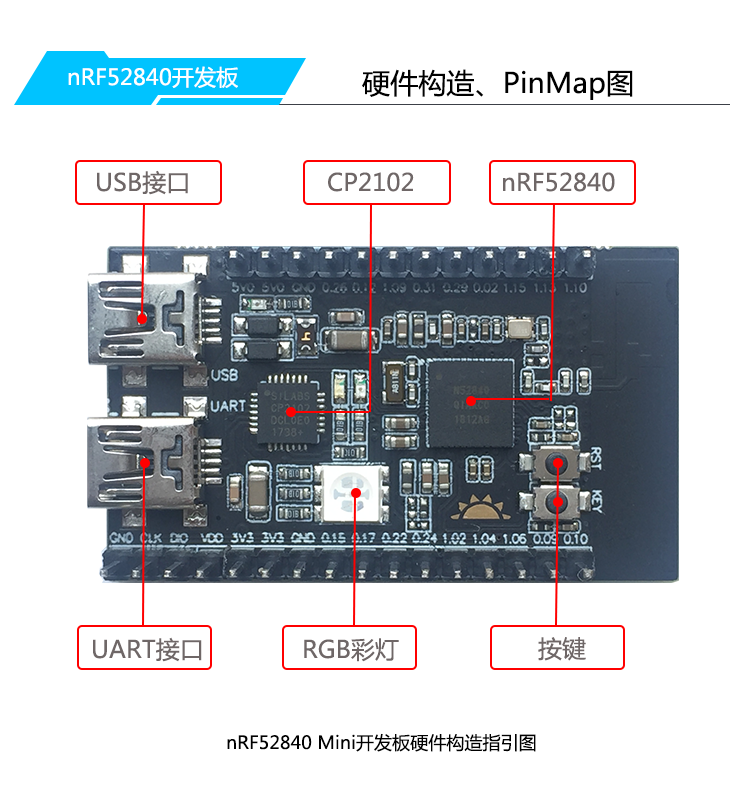 nRF52840开发板
硬件构造、PinMap图
USB接口
CP2102
nRF52840
5V0 5V0 GND 0.26 0.12 1.09 0.31 0.29 0.02 1.15 1.13 1.10
USB
UART
SILABS
CP2102
DCL0E0
1738+
RST
KEY
GND CLK DIO VDD 3V3 3V3 GND 0.15 0.17 0.22 0.24 1.02 1.04 1.06 0.09 0.10
UART接口
RGB彩灯
按键
nRF52840 Mini开发板硬件构造指引图